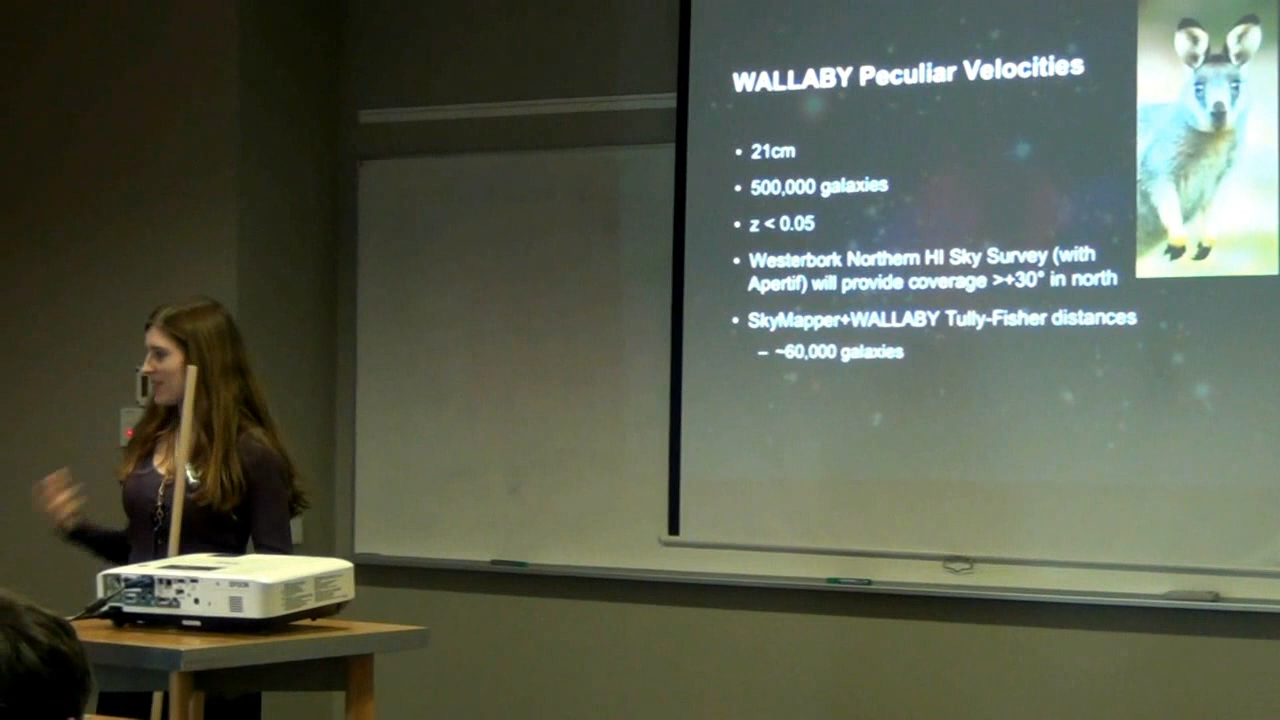 WALLABY Peculiar Velocities
• 21cm
• 500,000 galaxies
• z < 0.05
• Westerbork Northern HI Sky Survey (with
Apertif) will provide coverage >+30° in north
• SkyMapper+WALLABY Tully-Fisher distances
– ~60,000 galaxies
EPSON